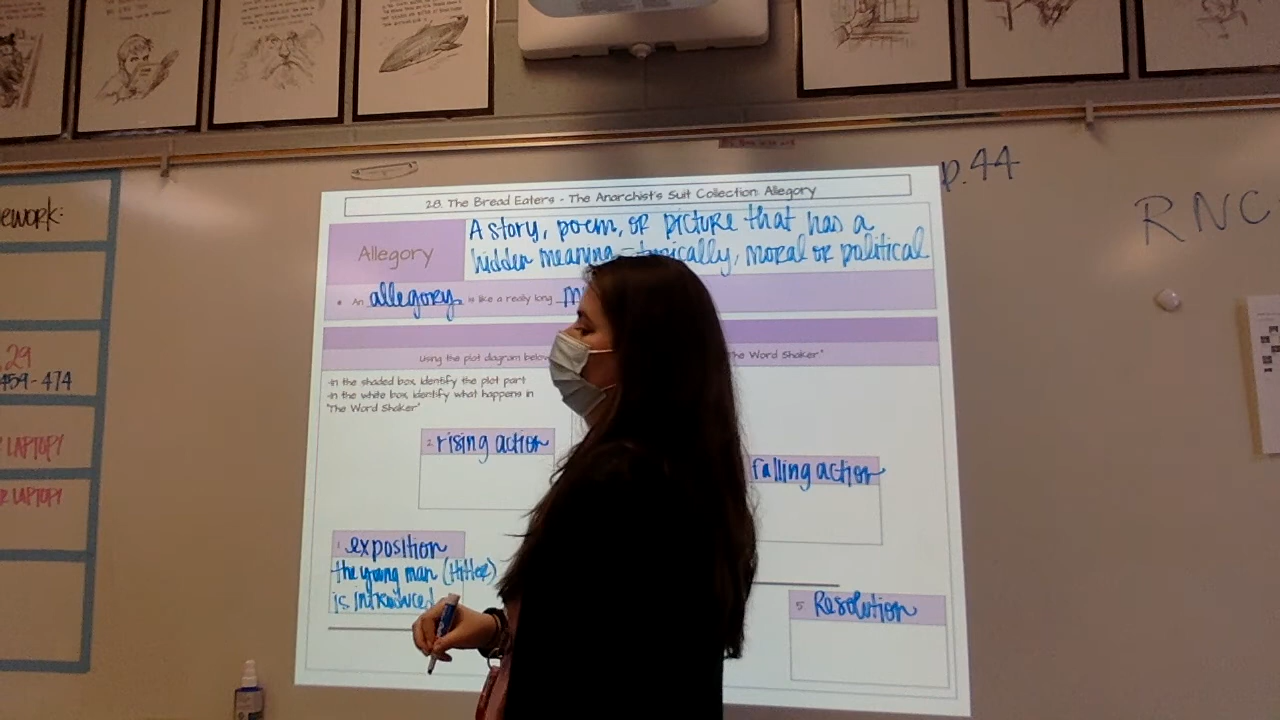 p.44
RNC
ework:
28. The Bread Eaters - The Anarchist's Suit Collection: Allegory
Allegory
A story, poem, or picture that has a
hidden meaning - typically, moral or political
An allegory is like a really long
Using the plot diagram below
The Word Shaker"
-In the shaded box, identify the plot part
-In the white box, identify what happens in
"The Word Shaker"
29
459-474
LAPTOP!
LAPTOP!
2. rising action
falling action
1. exposition
the young man (Hitler)
is introduced
5. Resolution